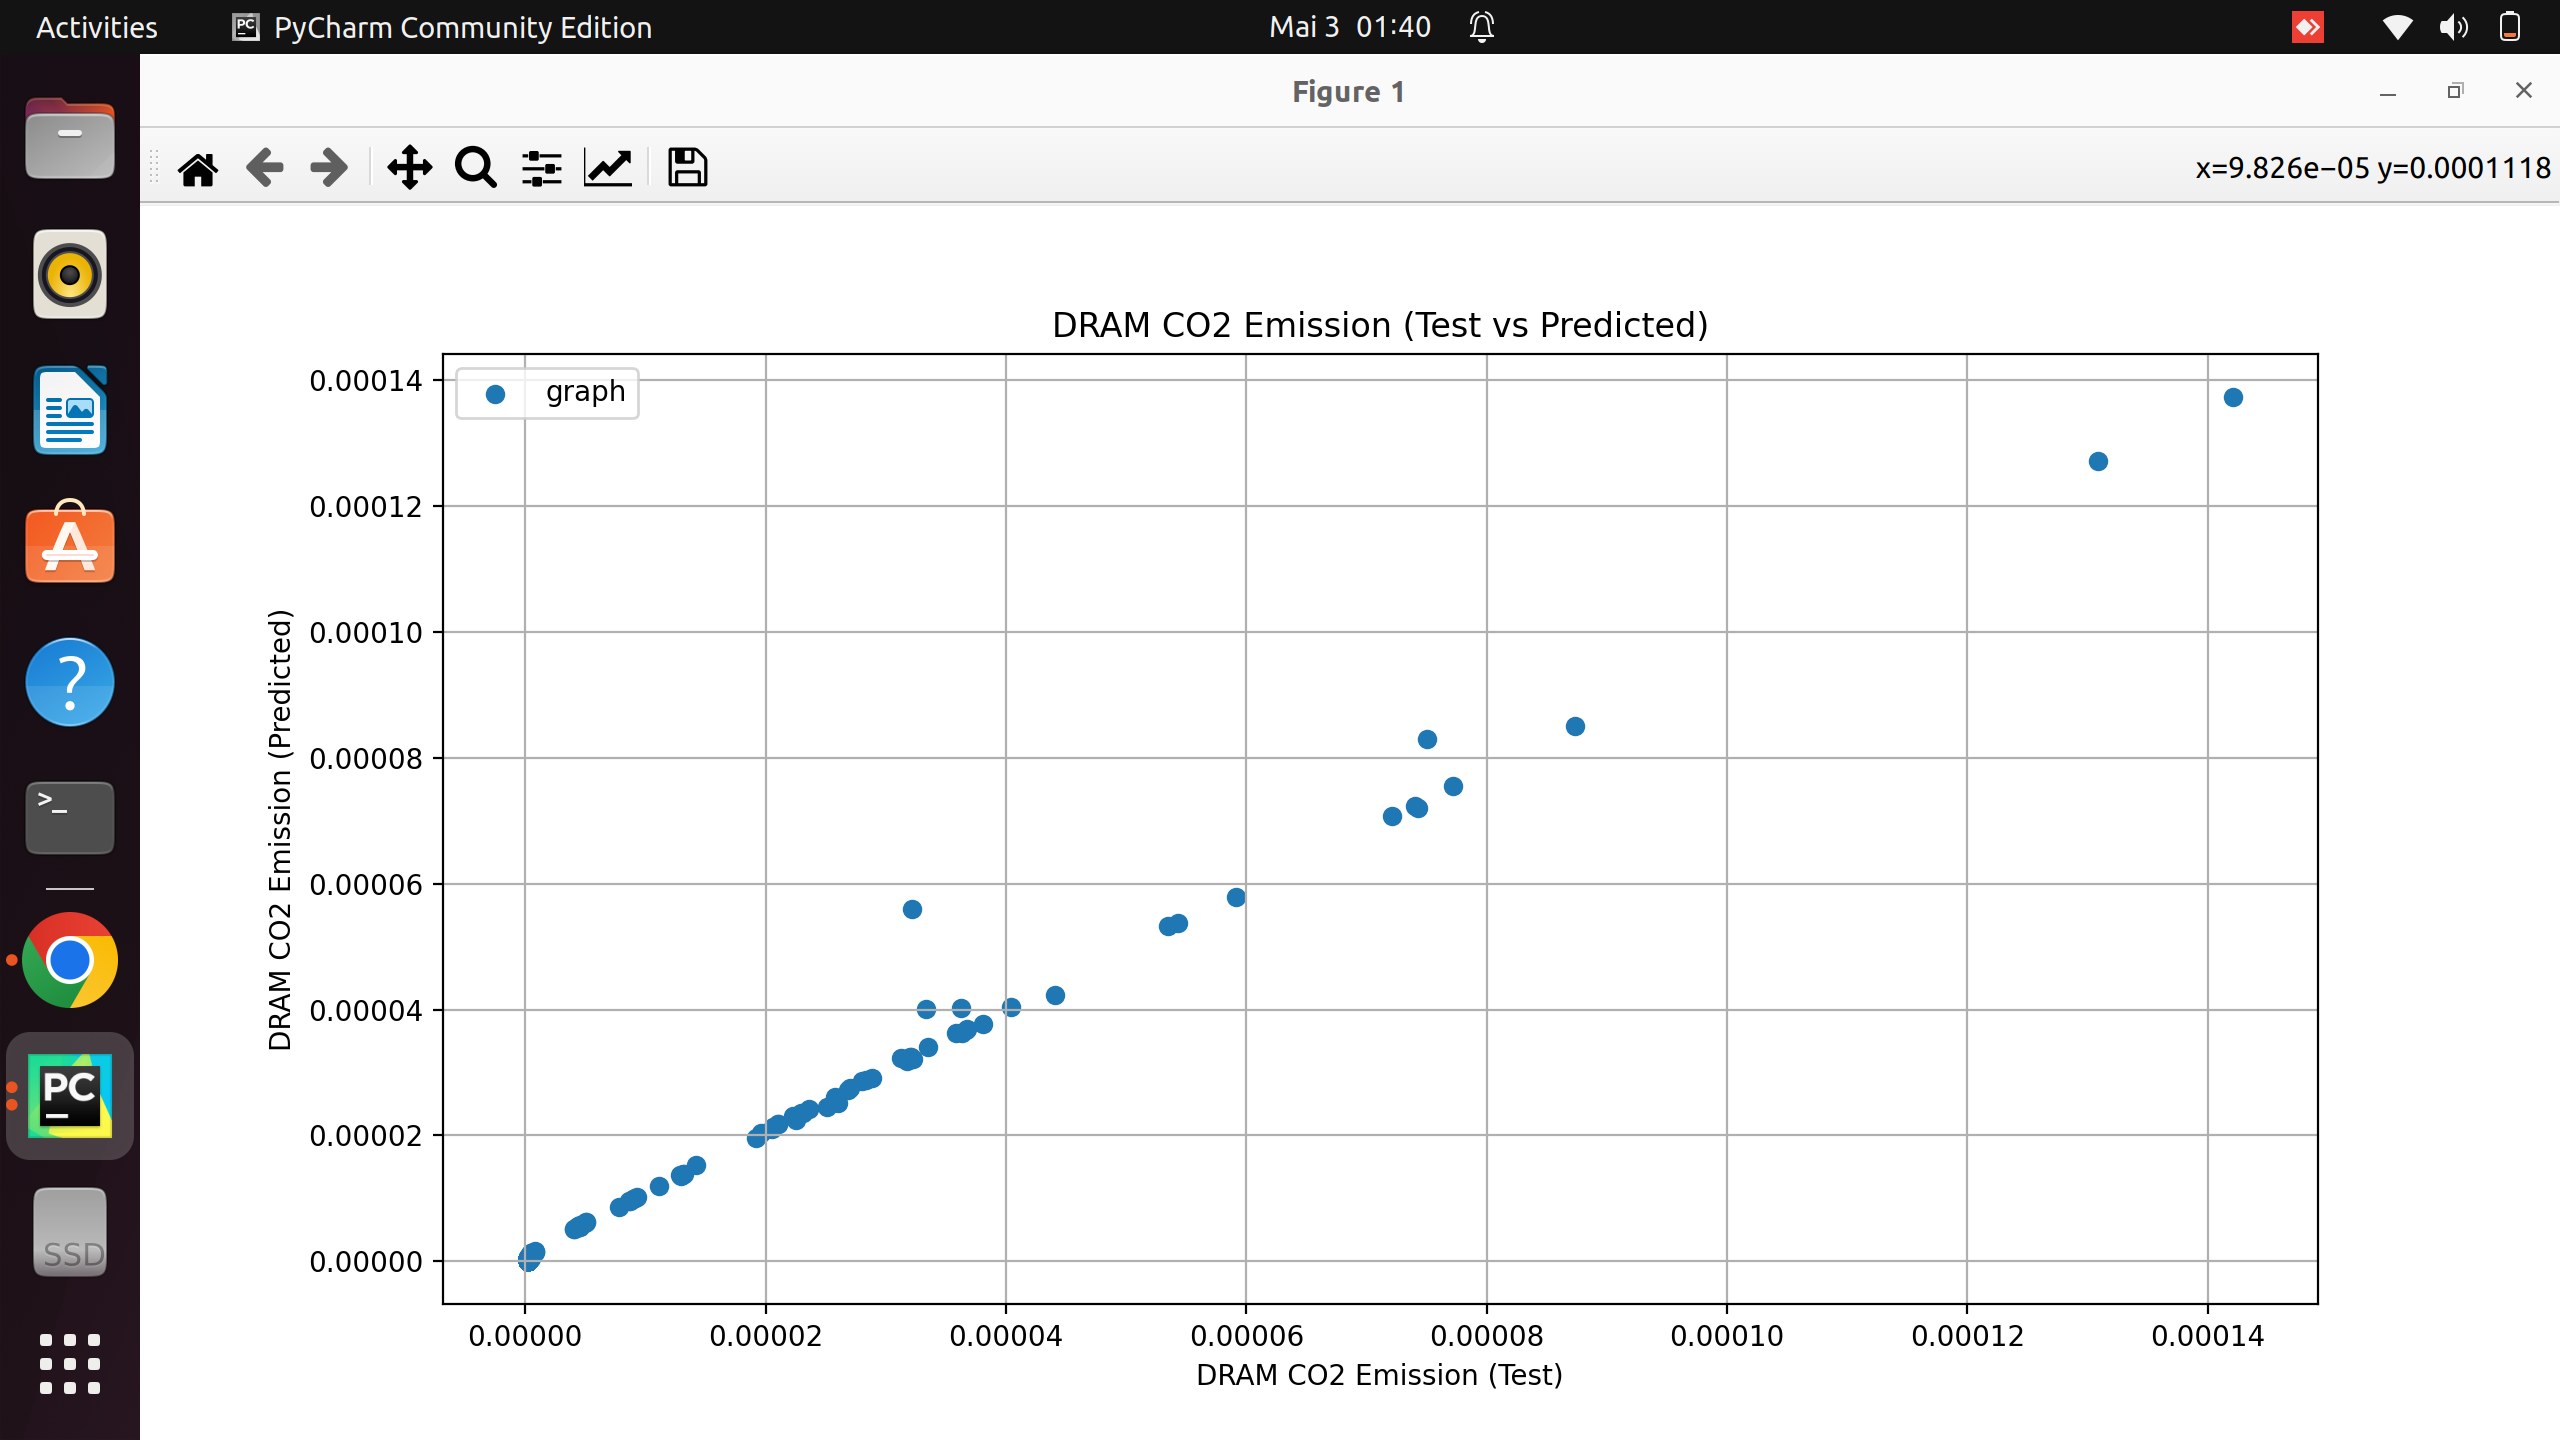 Activities PyCharm Community Edition Mai 3 01:40
Figure 1
x=9.826e−05 y=0.0001118
DRAM CO2 Emission (Test vs Predicted)
graph
DRAM CO2 Emission (Predicted)
0.00014
0.00012
0.00010
0.00008
0.00006
0.00004
0.00002
0.00000
0.00000 0.00002 0.00004 0.00006 0.00008 0.00010 0.00012 0.00014
DRAM CO2 Emission (Test)
>_
PC
SSD